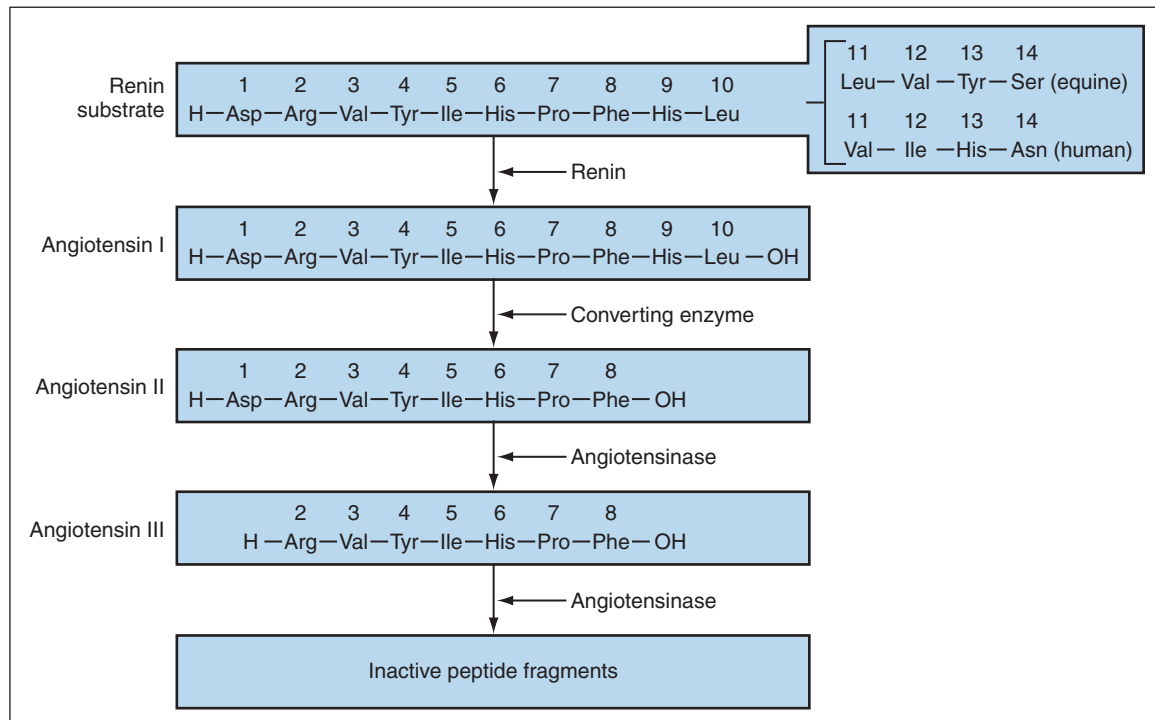 Renin
substrate
1 2 3 4 5 6 7 8 9 10
H—Asp—Arg—Val—Tyr—Ile—His—Pro—Phe—His—Leu
11 12 13 14
Leu—Val—Tyr—Ser (equine)
11 12 13 14
Val—Ile—His—Asn (human)
Renin
Angiotensin I
1 2 3 4 5 6 7 8 9 10
H—Asp—Arg—Val—Tyr—Ile—His—Pro—Phe—His—Leu—OH
Converting enzyme
Angiotensin II
1 2 3 4 5 6 7 8
H—Asp—Arg—Val—Tyr—Ile—His—Pro—Phe—OH
Angiotensinase
Angiotensin III
2 3 4 5 6 7 8
H—Arg—Val—Tyr—Ile—His—Pro—Phe—OH
Angiotensinase
Inactive peptide fragments